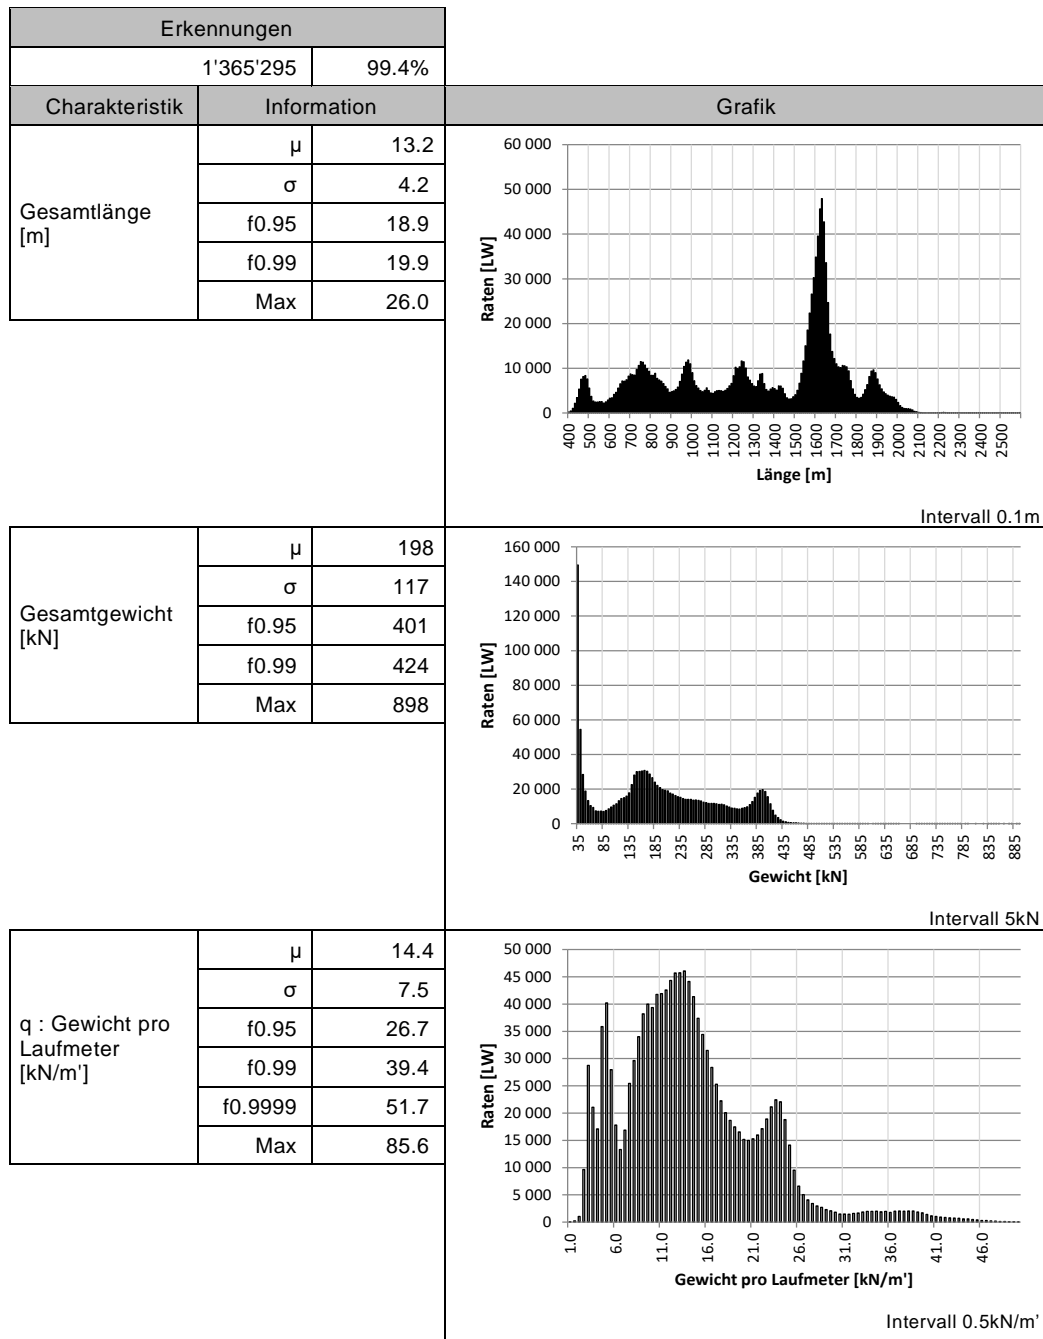 Erkennungen
1'365'295 99.4%
Charakteristik Information Grafik
Gesamtlänge
[m]
µ 13.2
σ 4.2
f0.95 18.9
f0.99 19.9
Max 26.0
60 000
50 000
40 000
30 000
20 000
10 000
0
Raten [LW]
400 500 600 700 800 900 1000 1100 1200 1300 1400 1500 1600 1700 1800 1900 2000 2100 2200 2300 2400 2500
Länge [m]
Intervall 0.1m
Gesamtgewicht
[kN]
µ 198
σ 117
f0.95 401
f0.99 424
Max 898
160 000
140 000
120 000
100 000
80 000
60 000
40 000
20 000
0
Raten [LW]
35 85 135 185 235 285 335 385 435 485 535 585 635 685 735 785 835 885
Gewicht [kN]
Intervall 5kN
q : Gewicht pro
Laufmeter
[kN/m']
µ 14.4
σ 7.5
f0.95 26.7
f0.99 39.4
f0.9999 51.7
Max 85.6
50 000
45 000
40 000
35 000
30 000
25 000
20 000
15 000
10 000
5 000
0
Raten [LW]
1.0 6.0 11.0 16.0 21.0 26.0 31.0 36.0 41.0 46.0
Gewicht pro Laufmeter [kN/m']
Intervall 0.5kN/m’